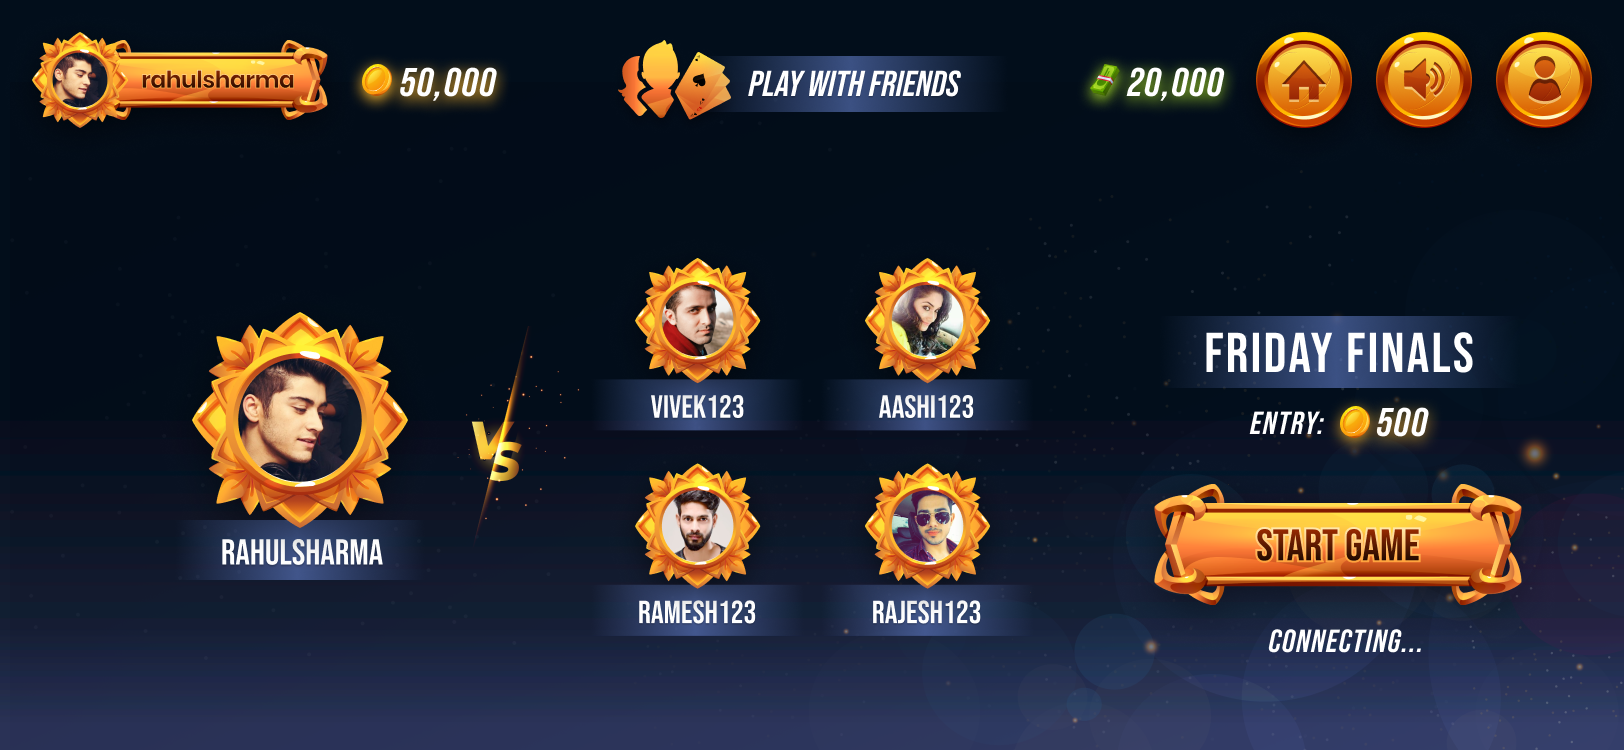 rahulsharma
50,000
PLAY WITH FRIENDS
20,000
RAHULSHARMA
VS
VIVEK123
AASHI123
RAMESH123
RAJESH123
FRIDAY FINALS
ENTRY: 500
START GAME
CONNECTING...